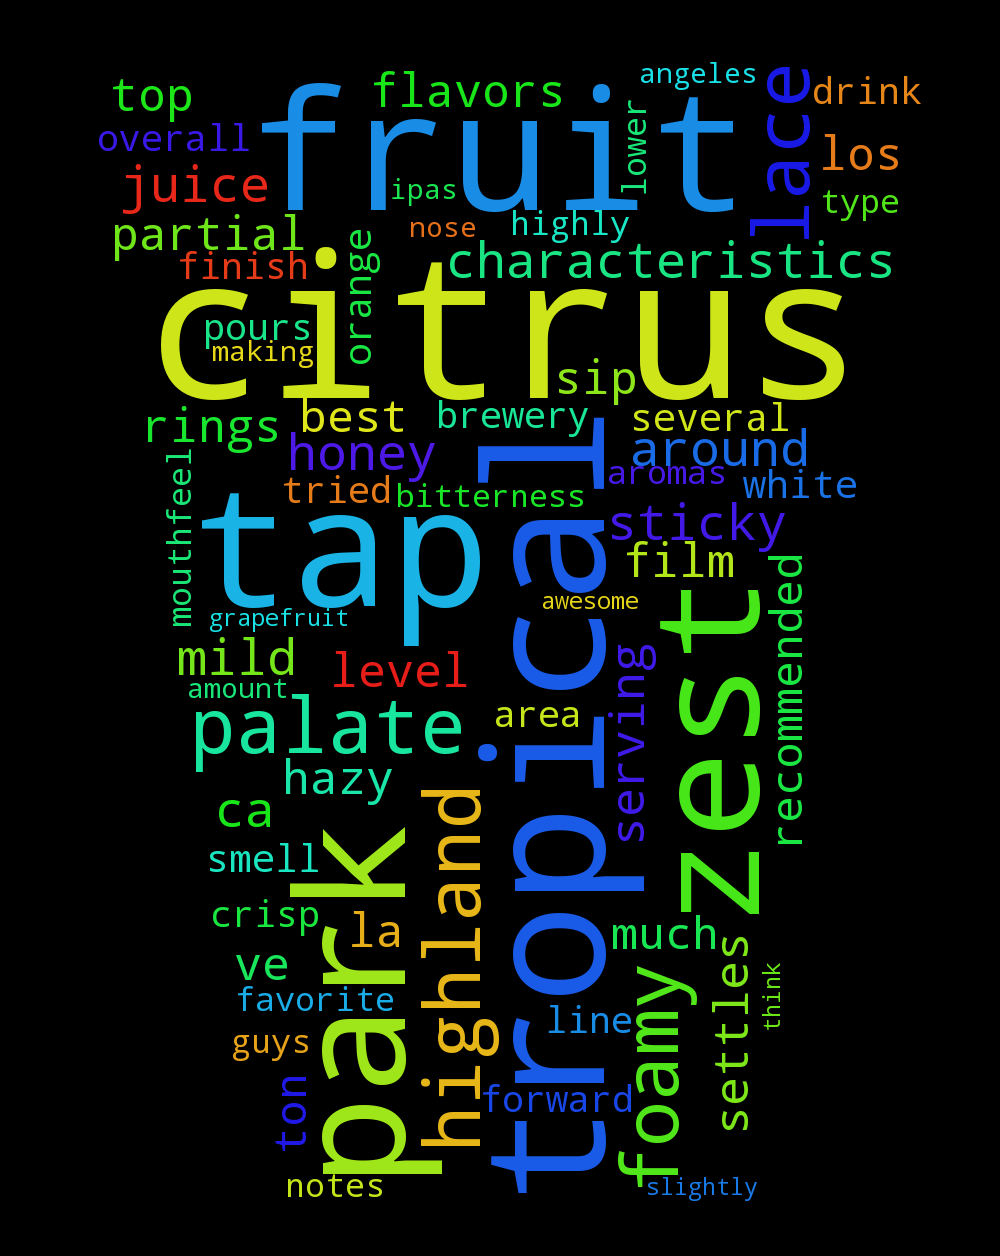 angeles
top
flavors
fruit
lace
drink
overall
lower
los
juice
ipas
type
partial
nose
highly
finish
orange
characteristics
citrus
pours
making
sip
rings
best
brewery
several
honey
around
mouthfeel
tried
bitterness
aromas
white
tap
tropical
sticky
film
awesome
zest
recommended
grapefruit
mild
level
serving
amount
palate
area
hazy
ca
park
highland
smell
crisp
la
much
ve
foamy
settles
think
favorite
line
guys
ton
forward
notes
slightly